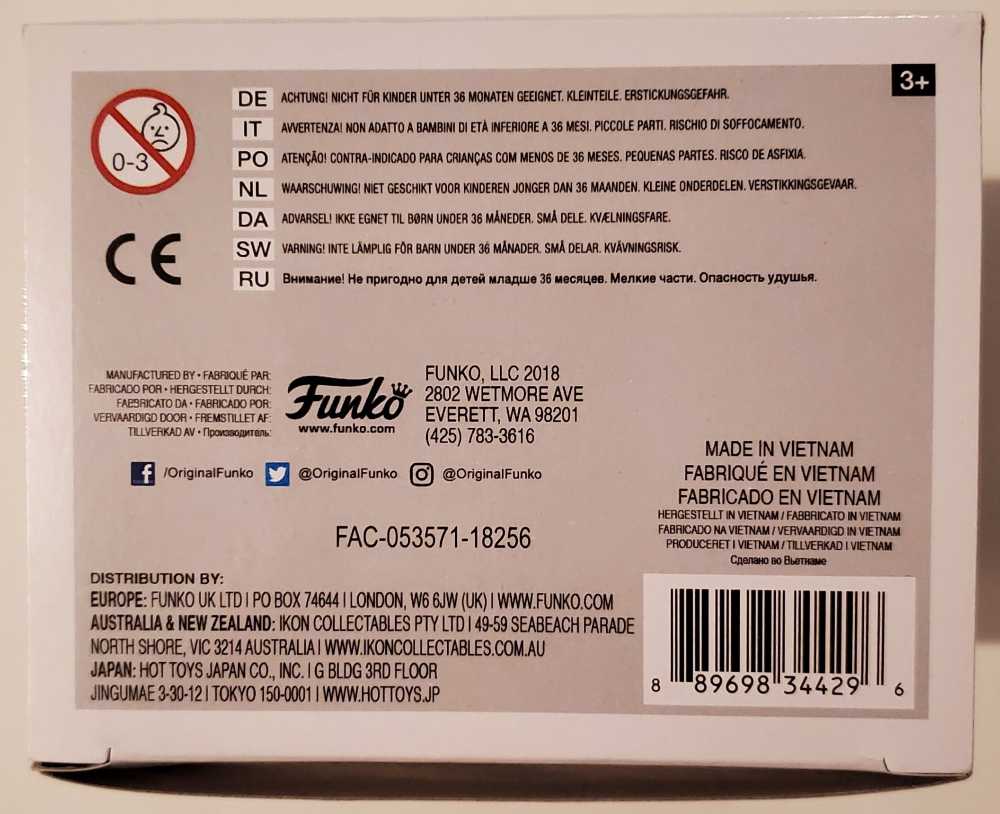 3+
0-3
DE ACHTUNG! NICHT FÜR KINDER UNTER 36 MONATEN GEEIGNET. KLEINTEILE. ERSTICKUNGSGEFAHR.
IT AVVERTENZA! NON ADATTO A BAMBINI DI ETÀ INFERIORE A 36 MESI. PICCOLE PARTI. RISCHIO DI SOFFOCAMENTO.
PO ATENÇÃO! CONTRA-INDICADO PARA CRIANÇAS COM MENOS DE 36 MESES. PEQUENAS PARTES. RISCO DE ASFIXIA.
NL WAARSCHUWING! NIET GESCHIKT VOOR KINDEREN JONGER DAN 36 MAANDEN. KLEINE ONDERDELEN. VERSTIKKINGSGEVAAR.
DA ADVARSEL! IKKE EGNET TIL BØRN UNDER 36 MÅNEDER. SMÅ DELE. KVÆLNINGSFARE.
SW VARNING! INTE LÄMPLIG FÖR BARN UNDER 36 MÅNADER. SMÅ DELAR. KVÄVNINGSRISK.
RU Внимание! Не пригодно для детей младше 36 месяцев. Мелкие части. Опасность удушья.
CE
MANUFACTURED BY • FABRIQUÉ PAR:
FABRICADO POR • HERGESTELLT DURCH:
FABBRICATO DA • FABRICADO POR:
VERVAARDIGD DOOR • FREMSTILLET AF:
TILLVERKAD AV • Производитель:
Funko
www.funko.com
FUNKO, LLC 2018
2802 WETMORE AVE
EVERETT, WA 98201
(425) 783-3616
/OriginalFunko @OriginalFunko @OriginalFunko
FAC-053571-18256
MADE IN VIETNAM
FABRIQUÉ EN VIETNAM
FABRICADO EN VIETNAM
HERGESTELLT IN VIETNAM / FABBRICATO IN VIETNAM
FABRICADO NA VIETNAM / VERVAARDIGD IN VIETNAM
PRODUCERET I VIETNAM / TILLVERKAD I VIETNAM
Сделано во Вьетнаме
DISTRIBUTION BY:
EUROPE: FUNKO UK LTD | PO BOX 74644 | LONDON, W6 6JW (UK) | WWW.FUNKO.COM
AUSTRALIA & NEW ZEALAND: IKON COLLECTABLES PTY LTD | 49-59 SEABEACH PARADE
NORTH SHORE, VIC 3214 AUSTRALIA | WWW.IKONCOLLECTABLES.COM.AU
JAPAN: HOT TOYS JAPAN CO., INC. | G BLDG 3RD FLOOR
JINGUMAE 3-30-12 | TOKYO 150-0001 | WWW.HOTTOYS.JP
8 89698 34429 6